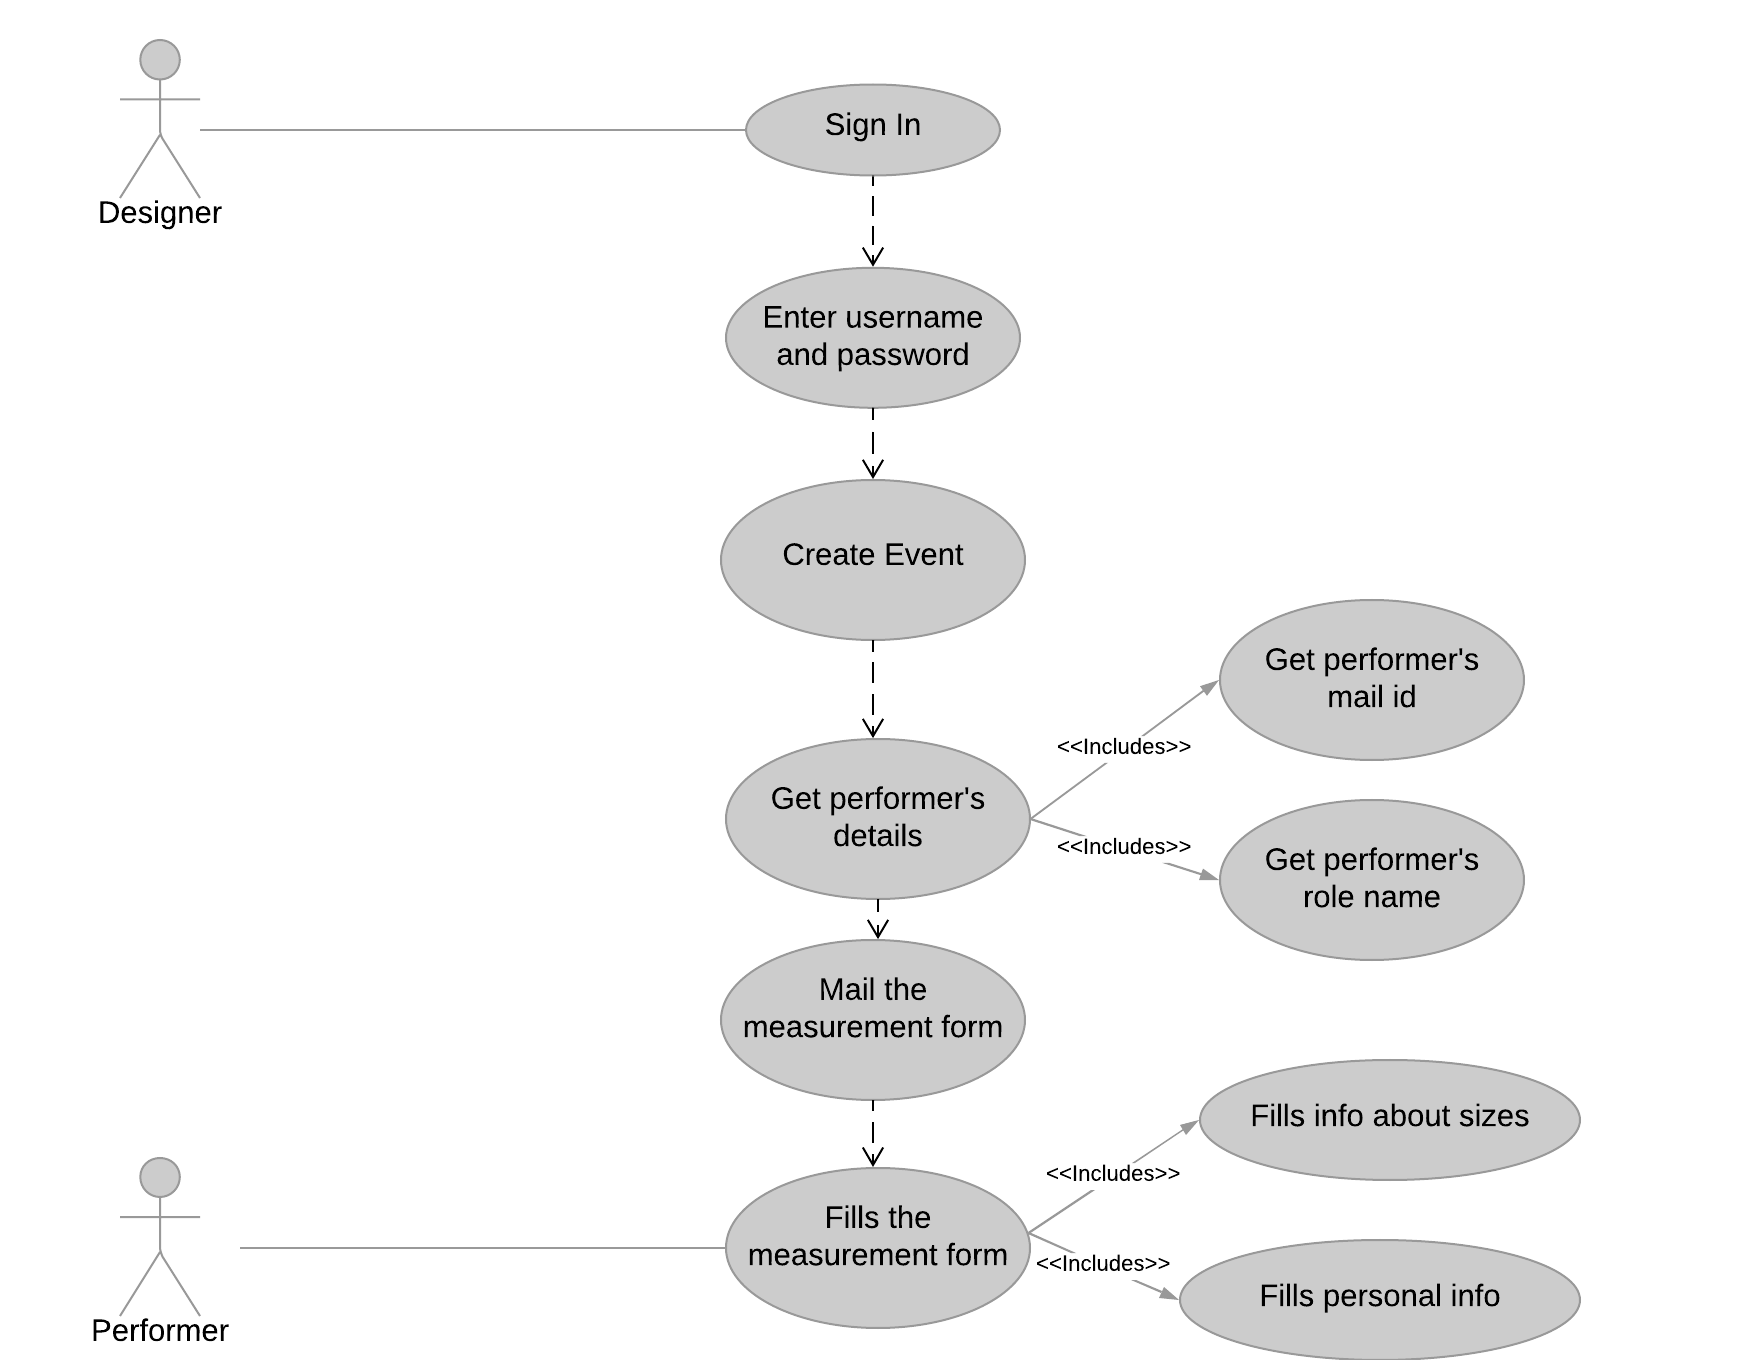 Sign In
Designer
Enter username
and password
Create Event
Get performer's
mail id
<<Includes>>
Get performer's
details
<<Includes>>
Get performer's
role name
Mail the
measurement form
Fills info about sizes
<<Includes>>
Fills the
measurement form
<<Includes>>
Fills personal info
Performer